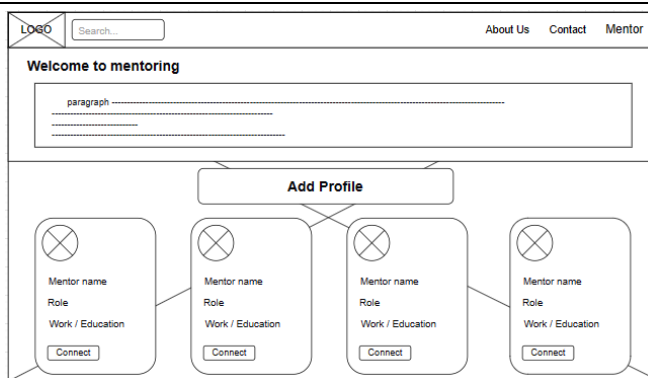 LOGO Search... About Us Contact Mentor
Welcome to mentoring
paragraph
Add Profile
Mentor name Mentor name Mentor name Mentor name
Role Role Role Role
Work / Education Work / Education Work / Education Work / Education
Connect Connect Connect Connect